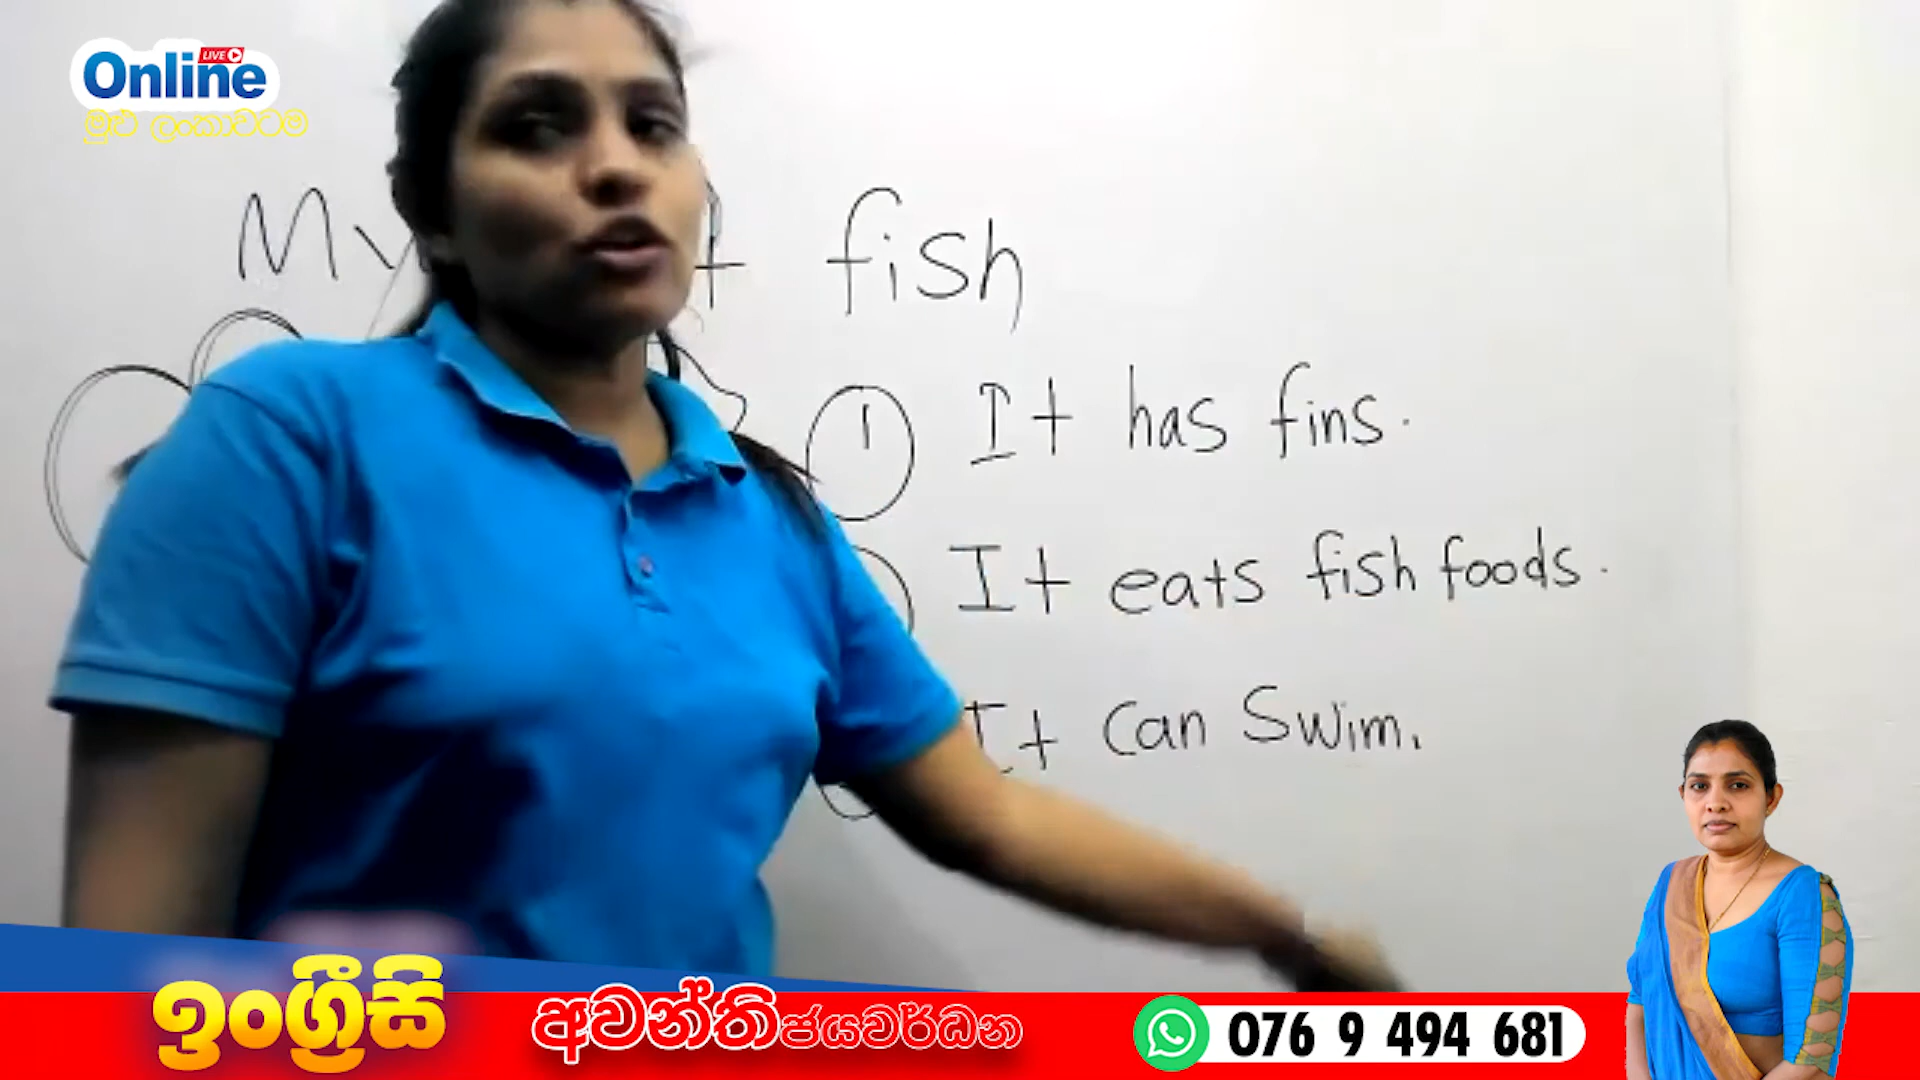 Online LIVE
මුළු ලංකාවටම
My fish
1 It has fins.
It eats fish foods.
It can swim.
ඉංග්‍රීසි
අවන්ති ජයවර්ධන
076 9 494 681